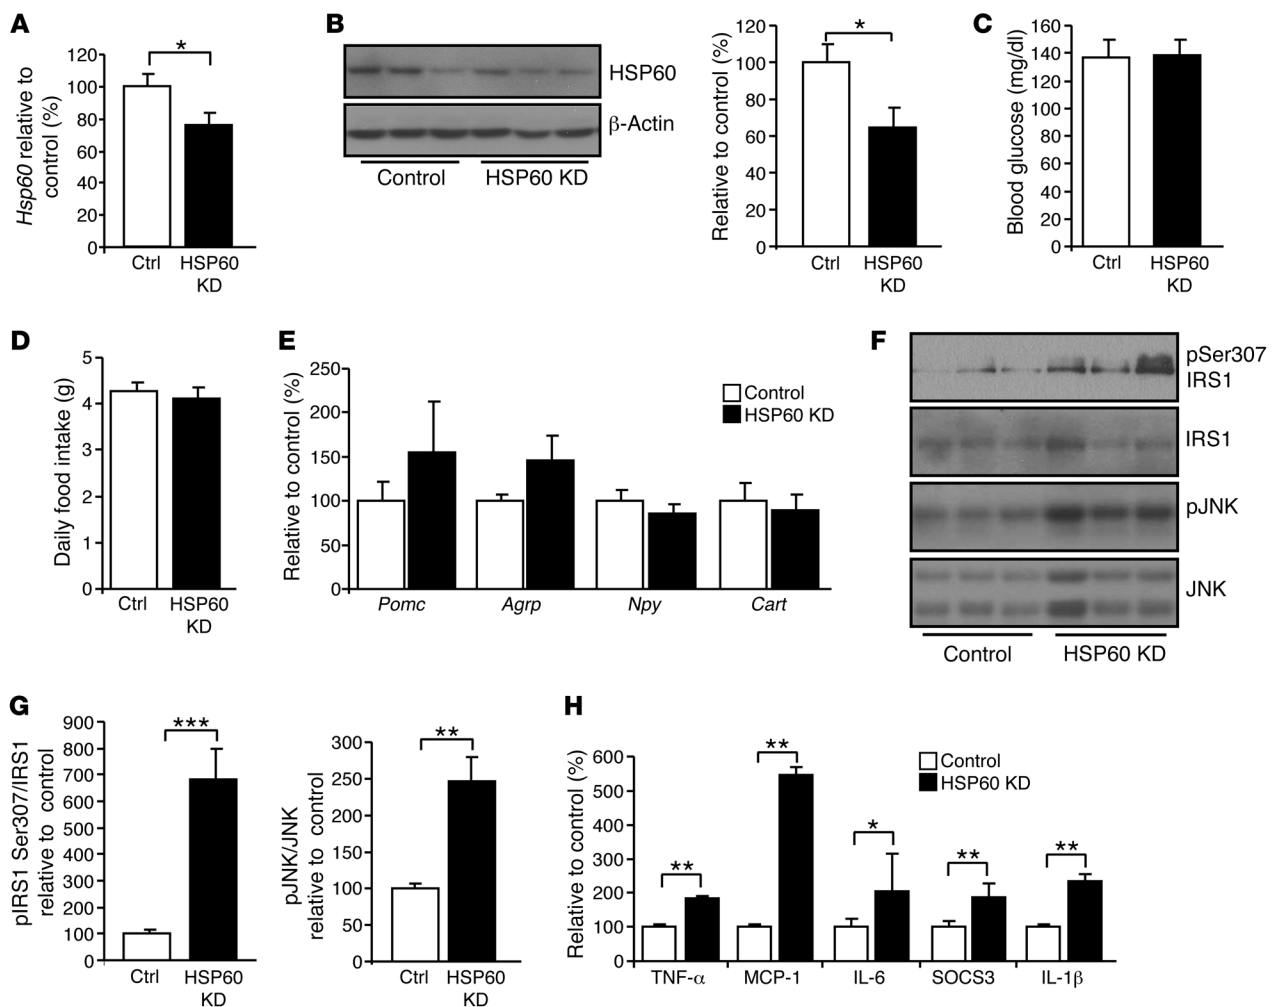 A
Hsp60 relative to
control (%)
120
100
80
60
40
20
0
*
Ctrl
HSP60
KD
B
HSP60
β-Actin
Control
HSP60 KD
Relative to control (%)
120
100
80
60
40
20
0
*
Ctrl
HSP60
KD
C
Blood glucose (mg/dl)
160
140
120
100
80
60
40
20
0
Ctrl
HSP60
KD
D
Daily food intake (g)
5
4
3
2
1
0
Ctrl
HSP60
KD
E
Relative to control (%)
250
200
150
100
50
0
Control
HSP60 KD
Pomc
Agrp
Npy
Cart
F
pSer307
IRS1
IRS1
pJNK
JNK
Control
HSP60 KD
G
pIRS1 Ser307/IRS1
relative to control
900
800
700
600
500
400
300
200
100
0
***
Ctrl
HSP60
KD
pJNK/JNK
relative to control
300
250
200
150
100
50
0
**
Ctrl
HSP60
KD
H
Relative to control (%)
600
500
400
300
200
100
0
Control
HSP60 KD
**
**
*
**
**
TNF-α
MCP-1
IL-6
SOCS3
IL-1β